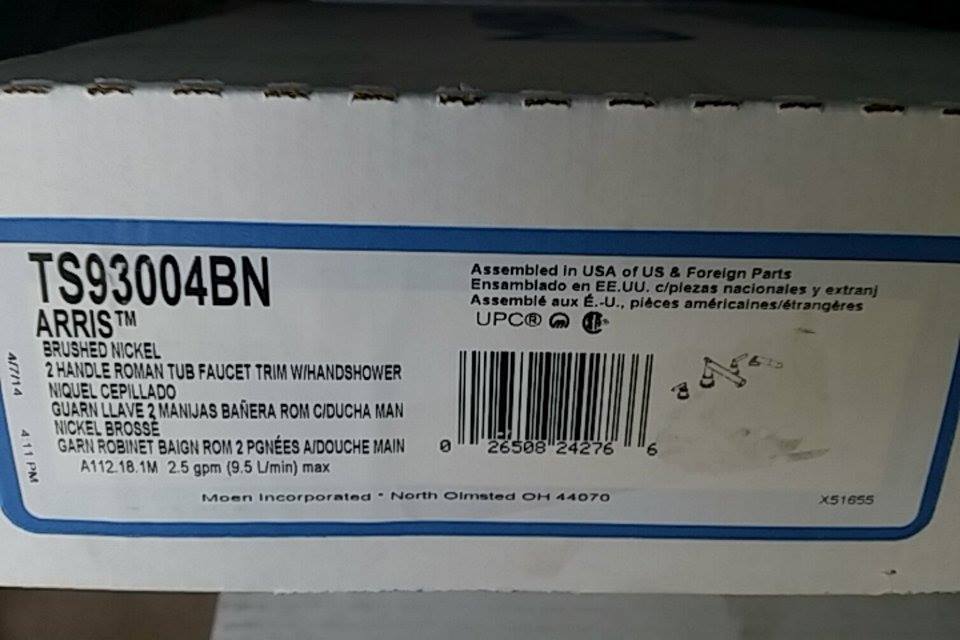 TS93004BN
ARRIS™
BRUSHED NICKEL
2 HANDLE ROMAN TUB FAUCET TRIM W/HANDSHOWER
NIQUEL CEPILLADO
GUARN LLAVE 2 MANIJAS BAÑERA ROM C/DUCHA MAN
NICKEL BROSSÉ
GARN ROBINET BAIGN ROM 2 PGNÉES A/DOUCHE MAIN
A112.18.1M 2.5 gpm (9.5 L/min) max
4/7/14 4 11 PM
Assembled in USA of US & Foreign Parts
Ensamblado en EE.UU. c/piezas nacionales y extranj
Assemblé aux É.-U., pièces américaines/étrangères
UPC®
0 26508 24276 6
Moen Incorporated * North Olmsted OH 44070
X51655